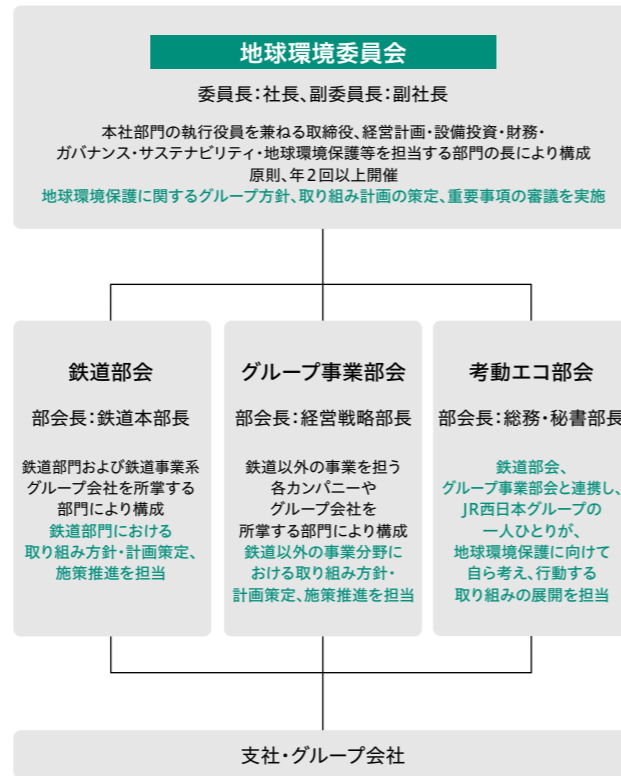 地球環境委員会
委員長:社長、副委員長:副社長
本社部門の執行役員を兼ねる取締役、経営計画・設備投資・財務・
ガバナンス・サステナビリティ・地球環境保護等を担当する部門の長により構成
原則、年2回以上開催
地球環境保護に関するグループ方針、取り組み計画の策定、重要事項の審議を実施
鉄道部会
部会長:鉄道本部長
鉄道部門および鉄道事業系
グループ会社を所掌する
部門により構成
鉄道部門における
取り組み方針・計画策定、
施策推進を担当
グループ事業部会
部会長:経営戦略部長
鉄道以外の事業を担う
各カンパニーや
グループ会社を
所掌する部門により構成
鉄道以外の事業分野に
おける取り組み方針・
計画策定、施策推進を担当
考動エコ部会
部会長:総務・秘書部長
鉄道部会、
グループ事業部会と連携し、
JR西日本グループの
一人ひとりが、
地球環境保護に向けて
自ら考え、行動する
取り組みの展開を担当
支社・グループ会社